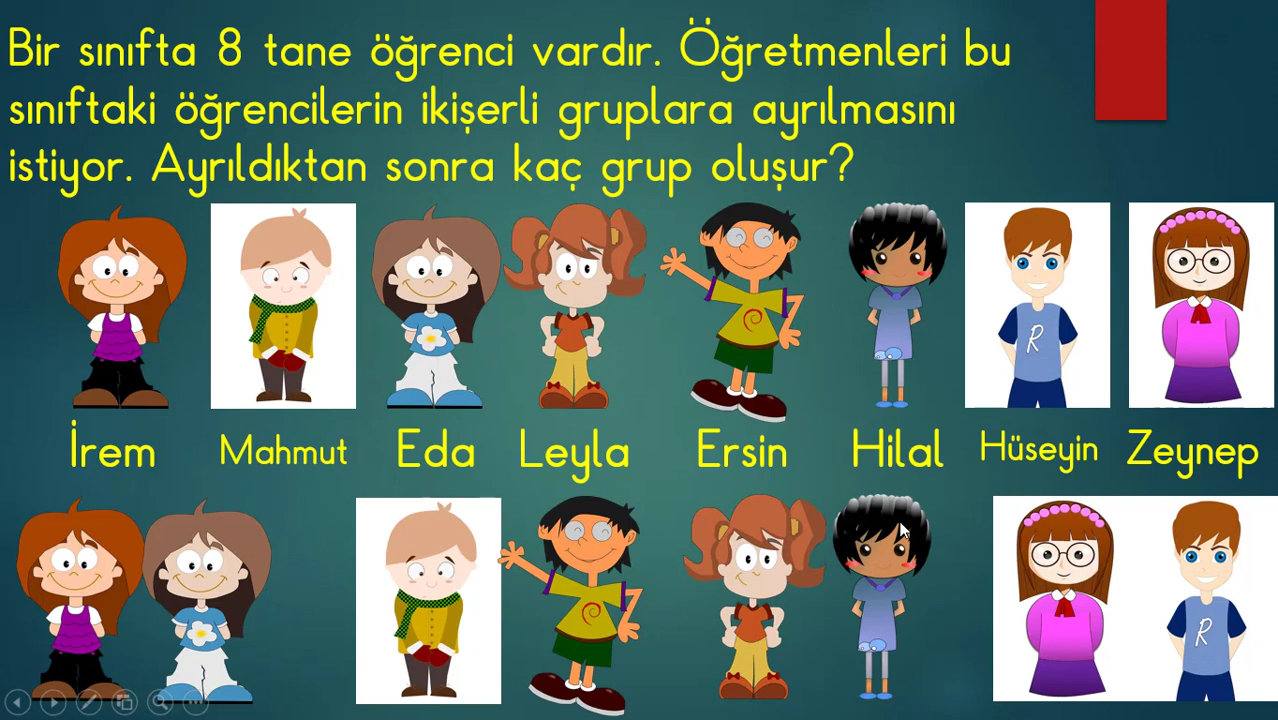 Bir sınıfta 8 tane öğrenci vardır. Öğretmenleri bu
sınıftaki öğrencilerin ikişerli gruplara ayrılmasını
istiyor. Ayrıldıktan sonra kaç grup oluşur?
R
İrem Mahmut Eda Leyla Ersin Hilal Hüseyin Zeynep
R